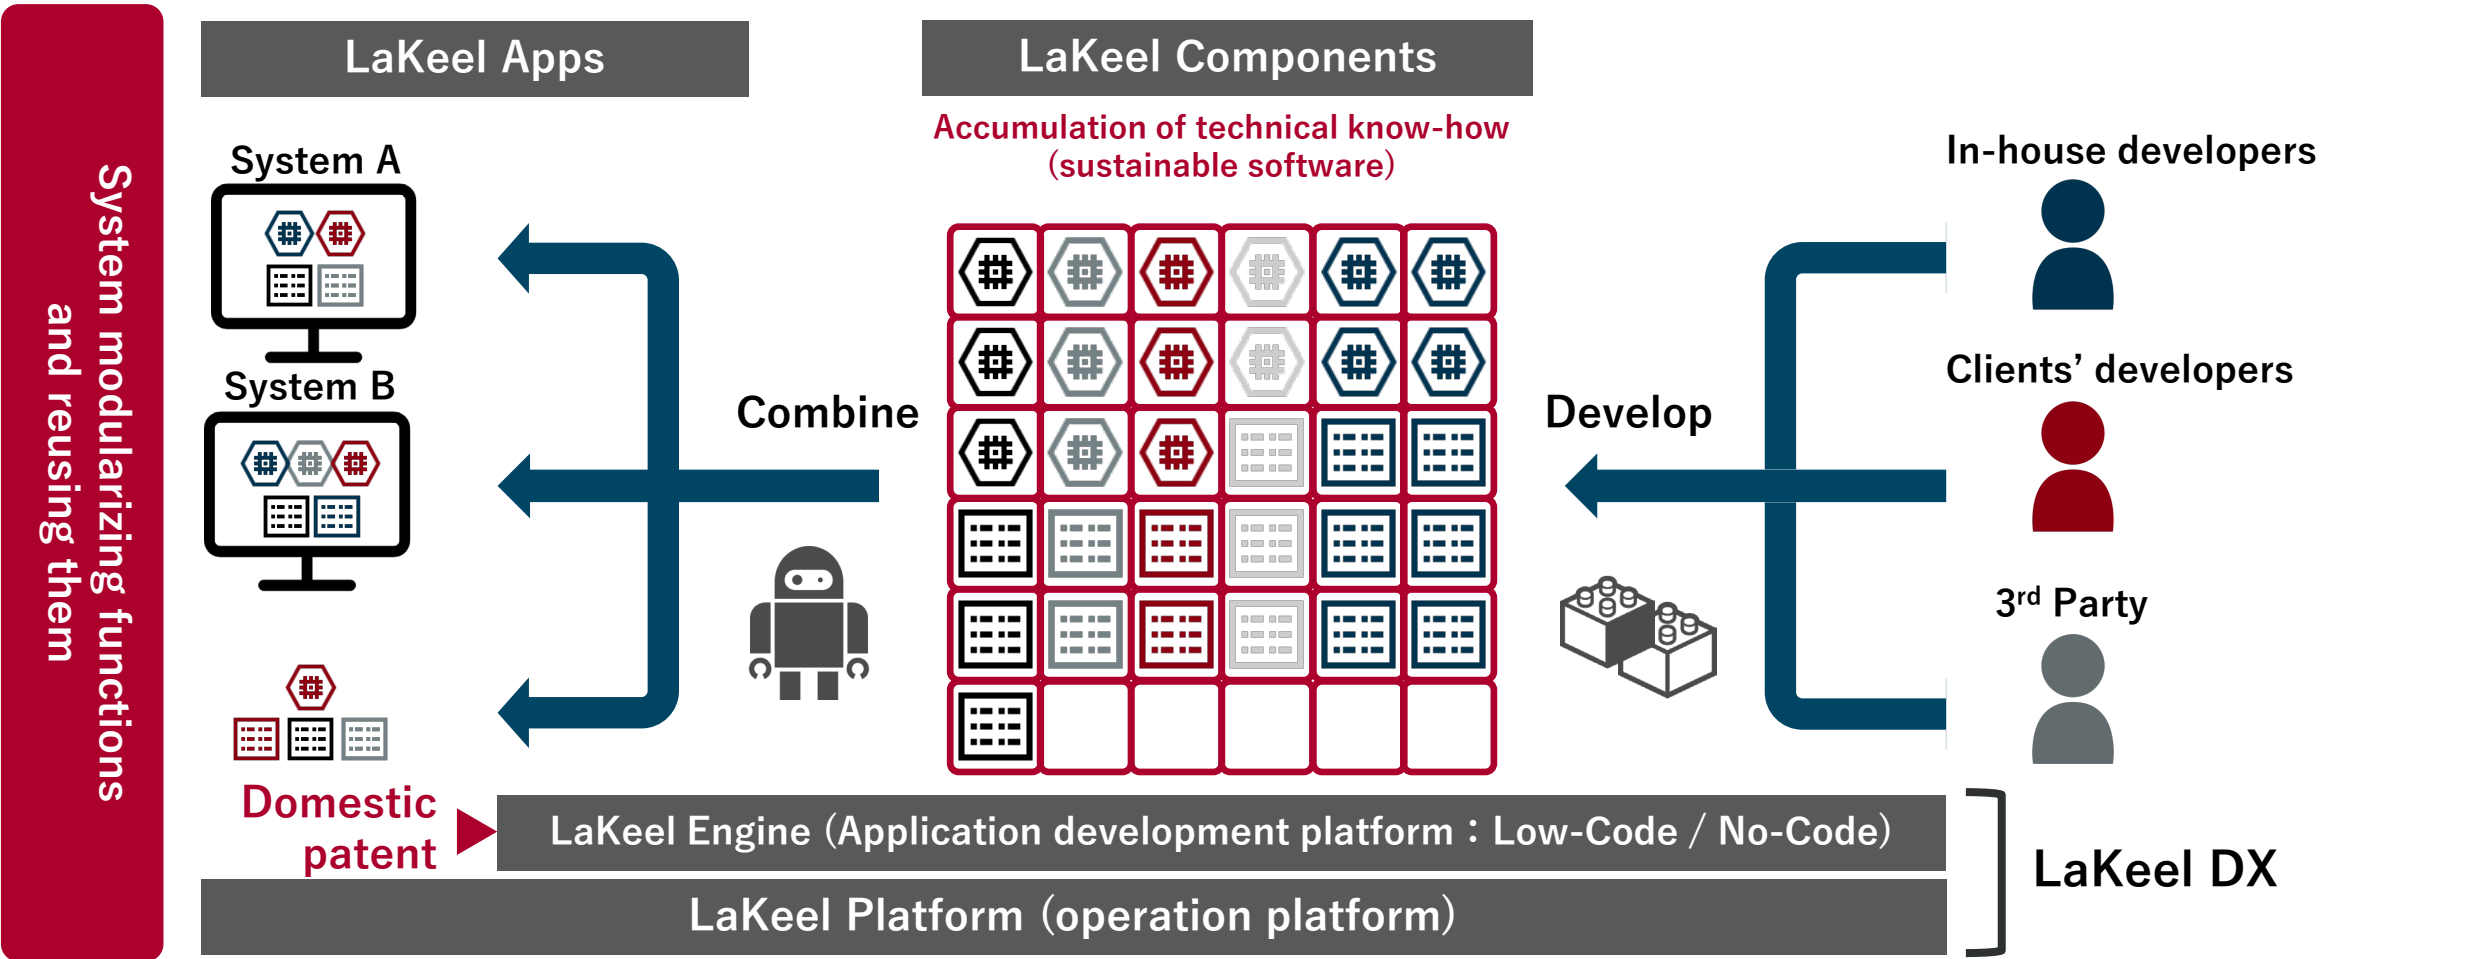 System modularizing functions
and reusing them
LaKeel Apps
LaKeel Components
Accumulation of technical know-how
(sustainable software)
System A
System B
Combine
Develop
In-house developers
Clients’ developers
3rd Party
Domestic
patent
LaKeel Engine (Application development platform：Low-Code / No-Code)
LaKeel Platform (operation platform)
LaKeel DX